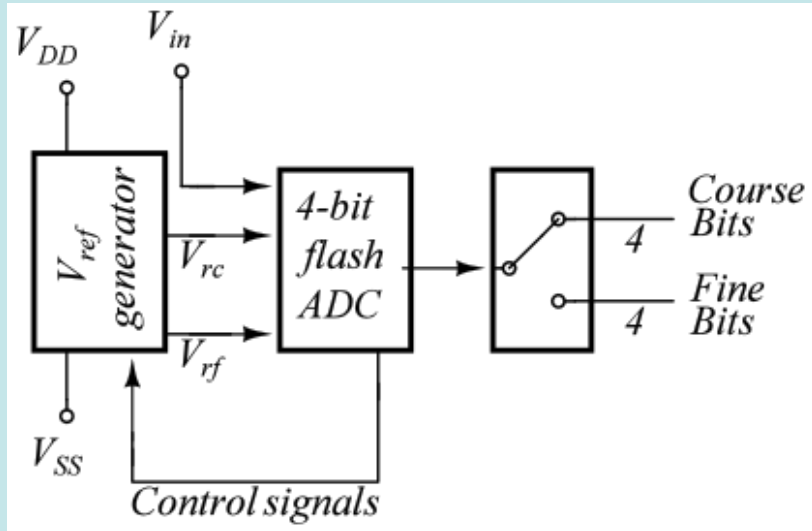 V_DD
V_in
V_ref
generator
V_rc
V_rf
4-bit
flash
ADC
Course
Bits
4
Fine
Bits
4
V_SS
Control signals